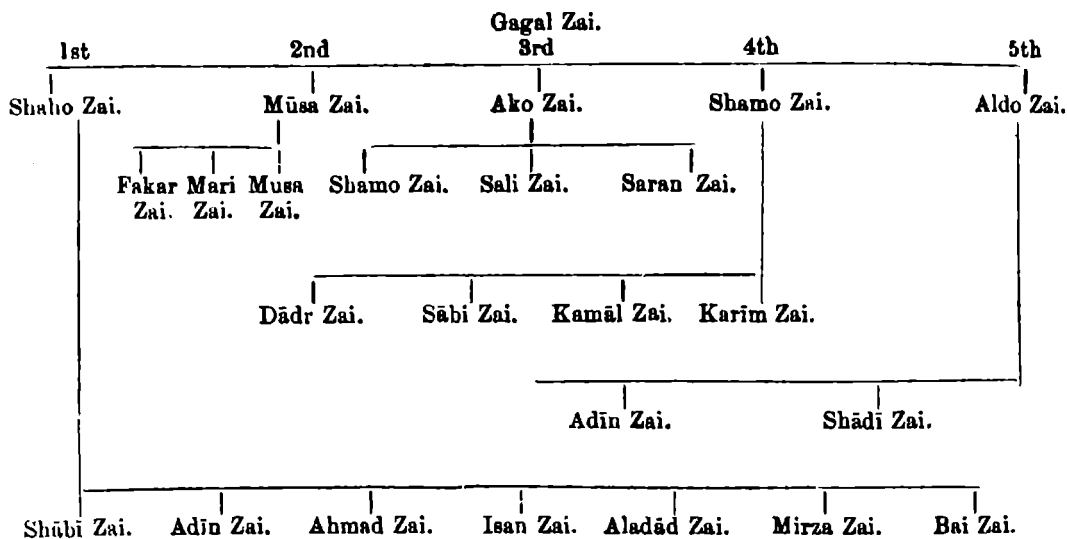 Gagal Zai.
1st 2nd 3rd 4th 5th
Shaho Zai. Mūsa Zai. Ako Zai. Shamo Zai. Aldo Zai.
Fakar Mari Musa Shamo Zai. Sali Zai. Saran Zai.
Zai. Zai. Zai.
Dādr Zai. Sābi Zai. Kamāl Zai. Karīm Zai.
Adīn Zai. Shādī Zai.
Shūbī Zai. Adīn Zai. Ahmad Zai. Isan Zai. Aladād Zai. Mirza Zai. Bai Zai.